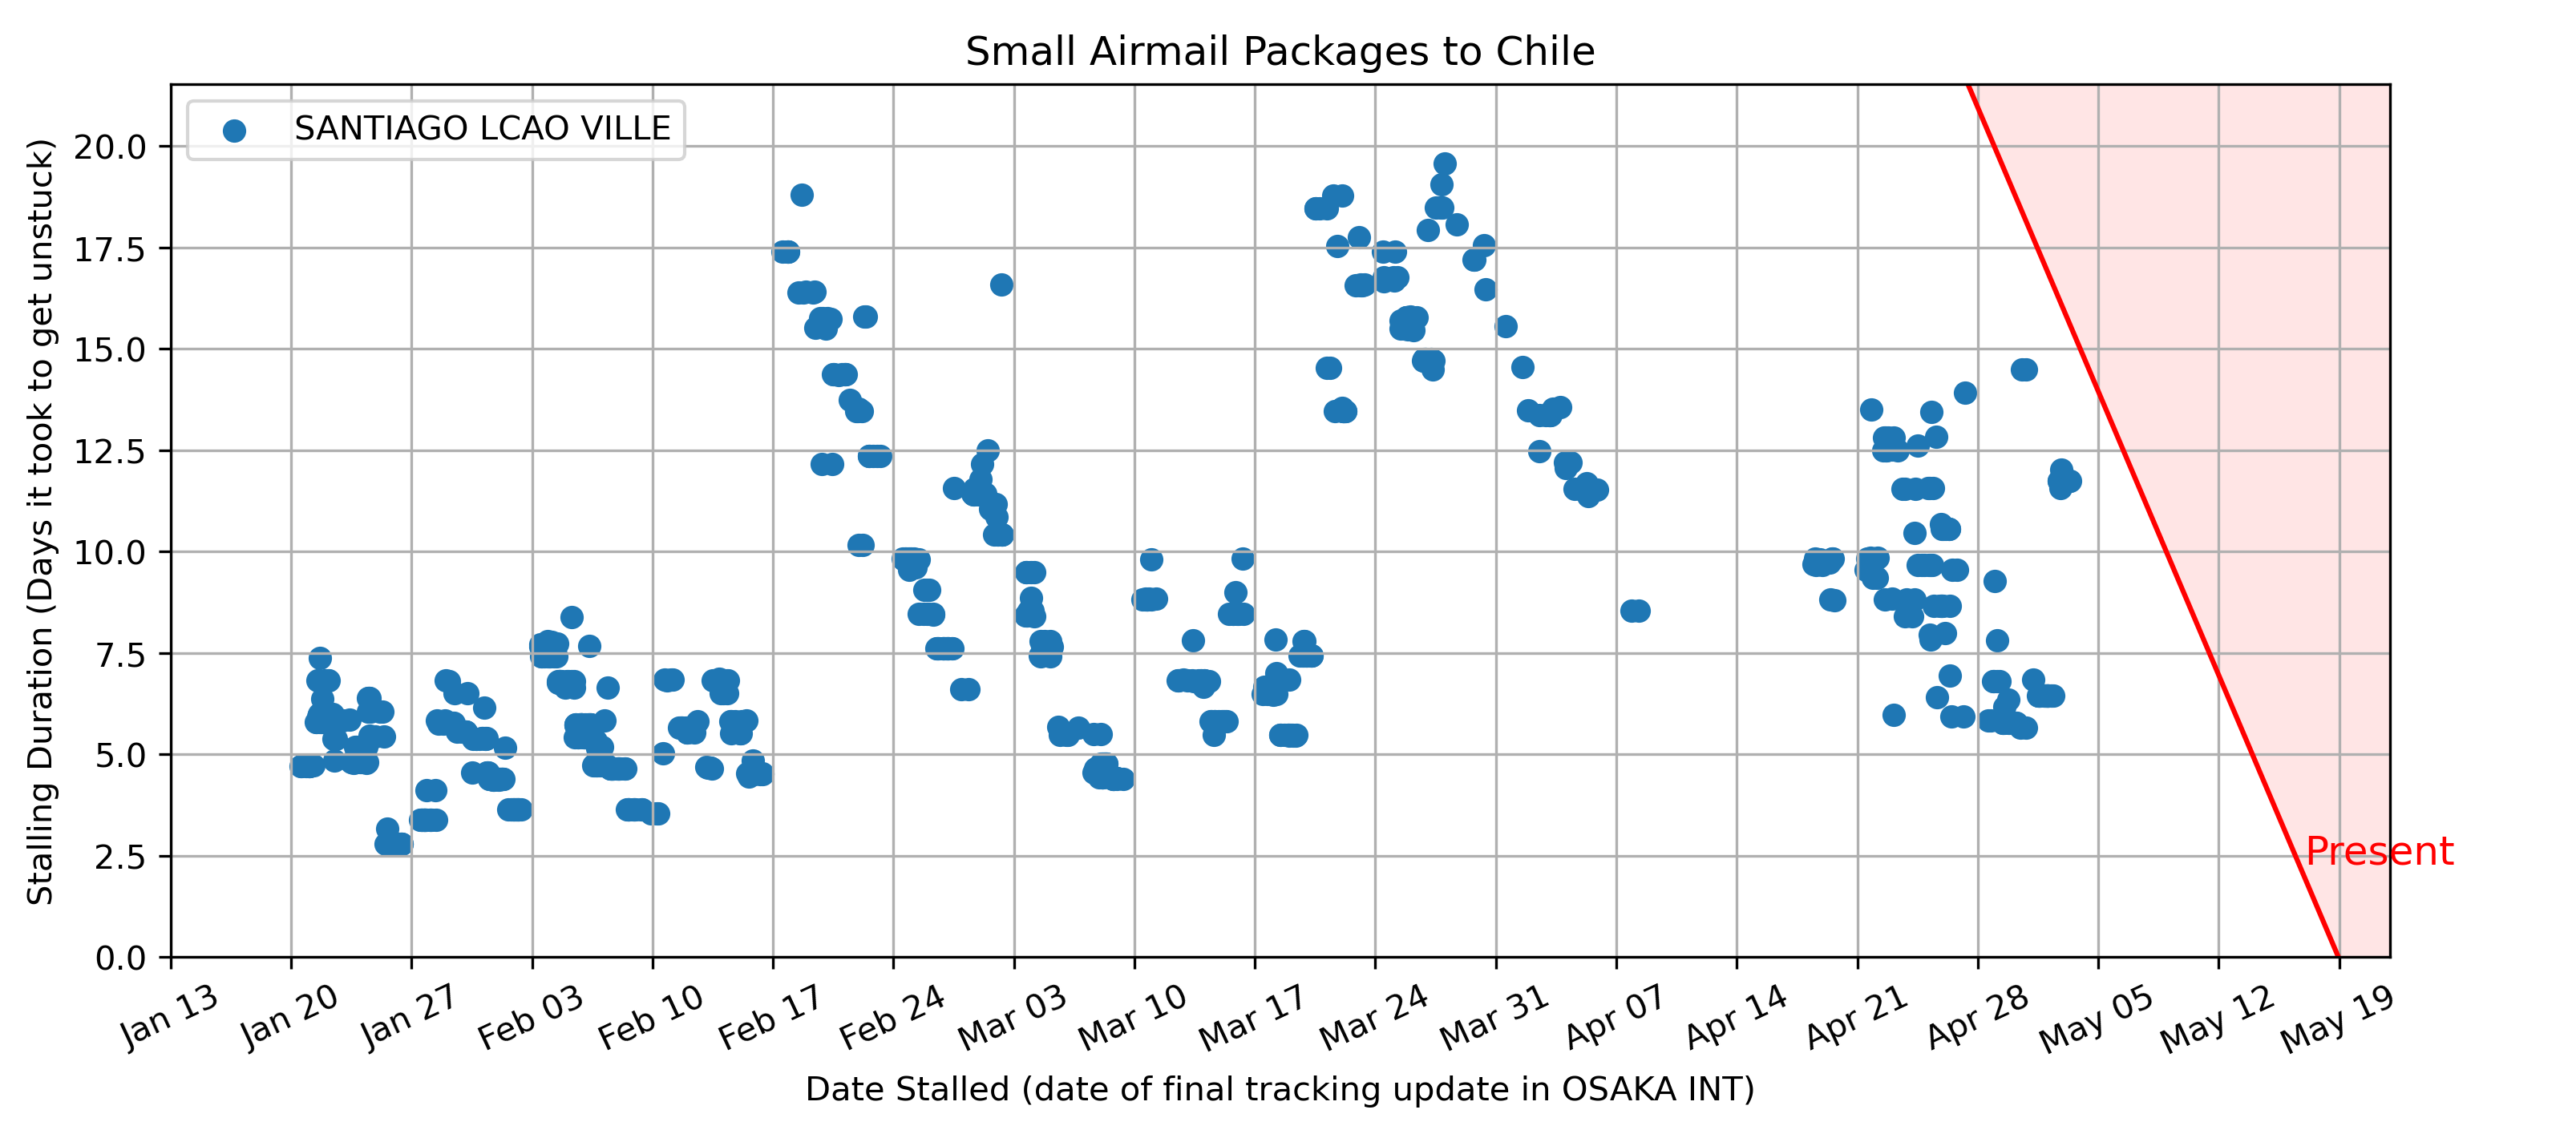 Small Airmail Packages to Chile
SANTIAGO LCAO VILLE
Stalling Duration (Days it took to get unstuck)
20.0
17.5
15.0
12.5
10.0
7.5
5.0
2.5
0.0
Present
Jan 13
Jan 20
Jan 27
Feb 03
Feb 10
Feb 17
Feb 24
Mar 03
Mar 10
Mar 17
Mar 24
Mar 31
Apr 07
Apr 14
Apr 21
Apr 28
May 05
May 12
May 19
Date Stalled (date of final tracking update in OSAKA INT)